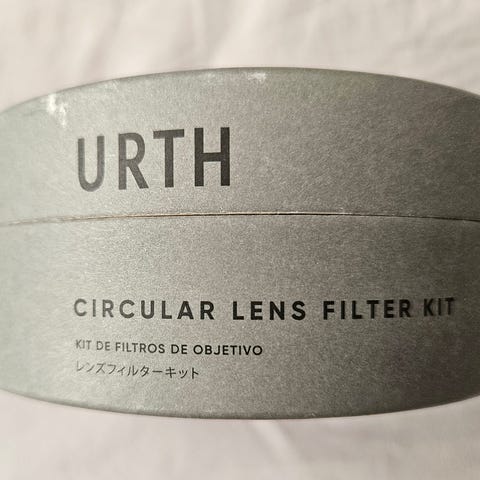 URTH
CIRCULAR LENS FILTER KIT
KIT DE FILTROS DE OBJETIVO
レンズフィルターキット